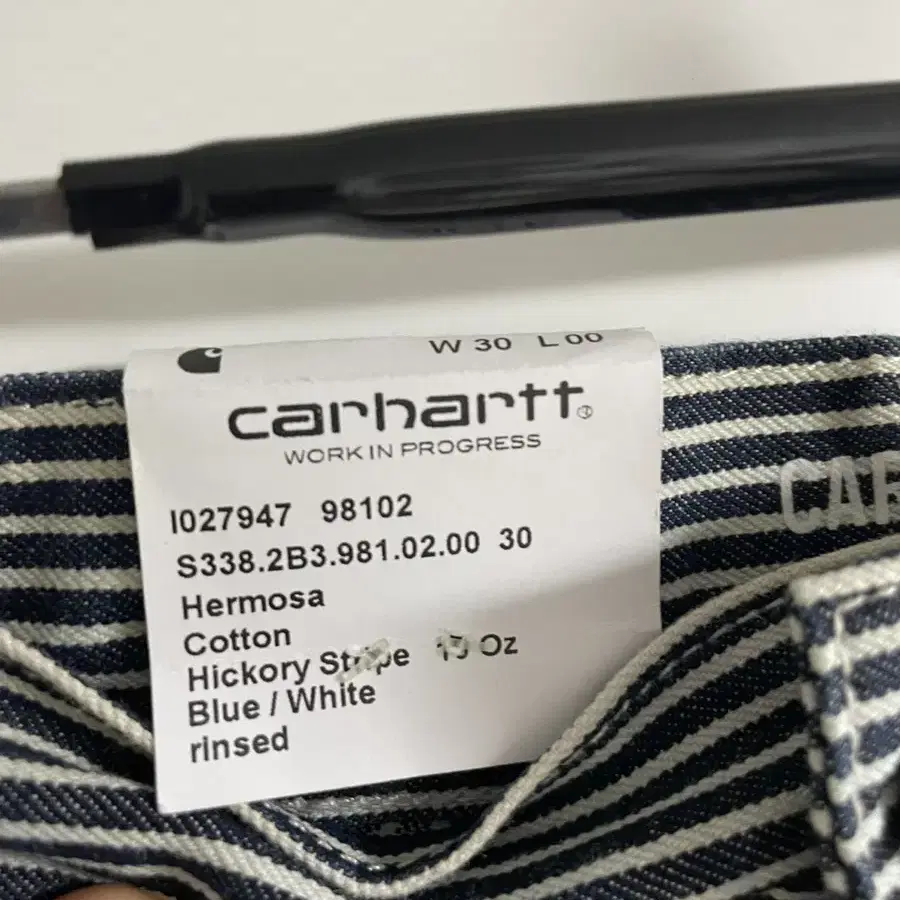 W 30 L 00
carhartt®
WORK IN PROGRESS
I027947 98102
S338.2B3.981.02.00 30
Hermosa
Cotton
Hickory Stripe Oz
Blue / White
rinsed
CAR